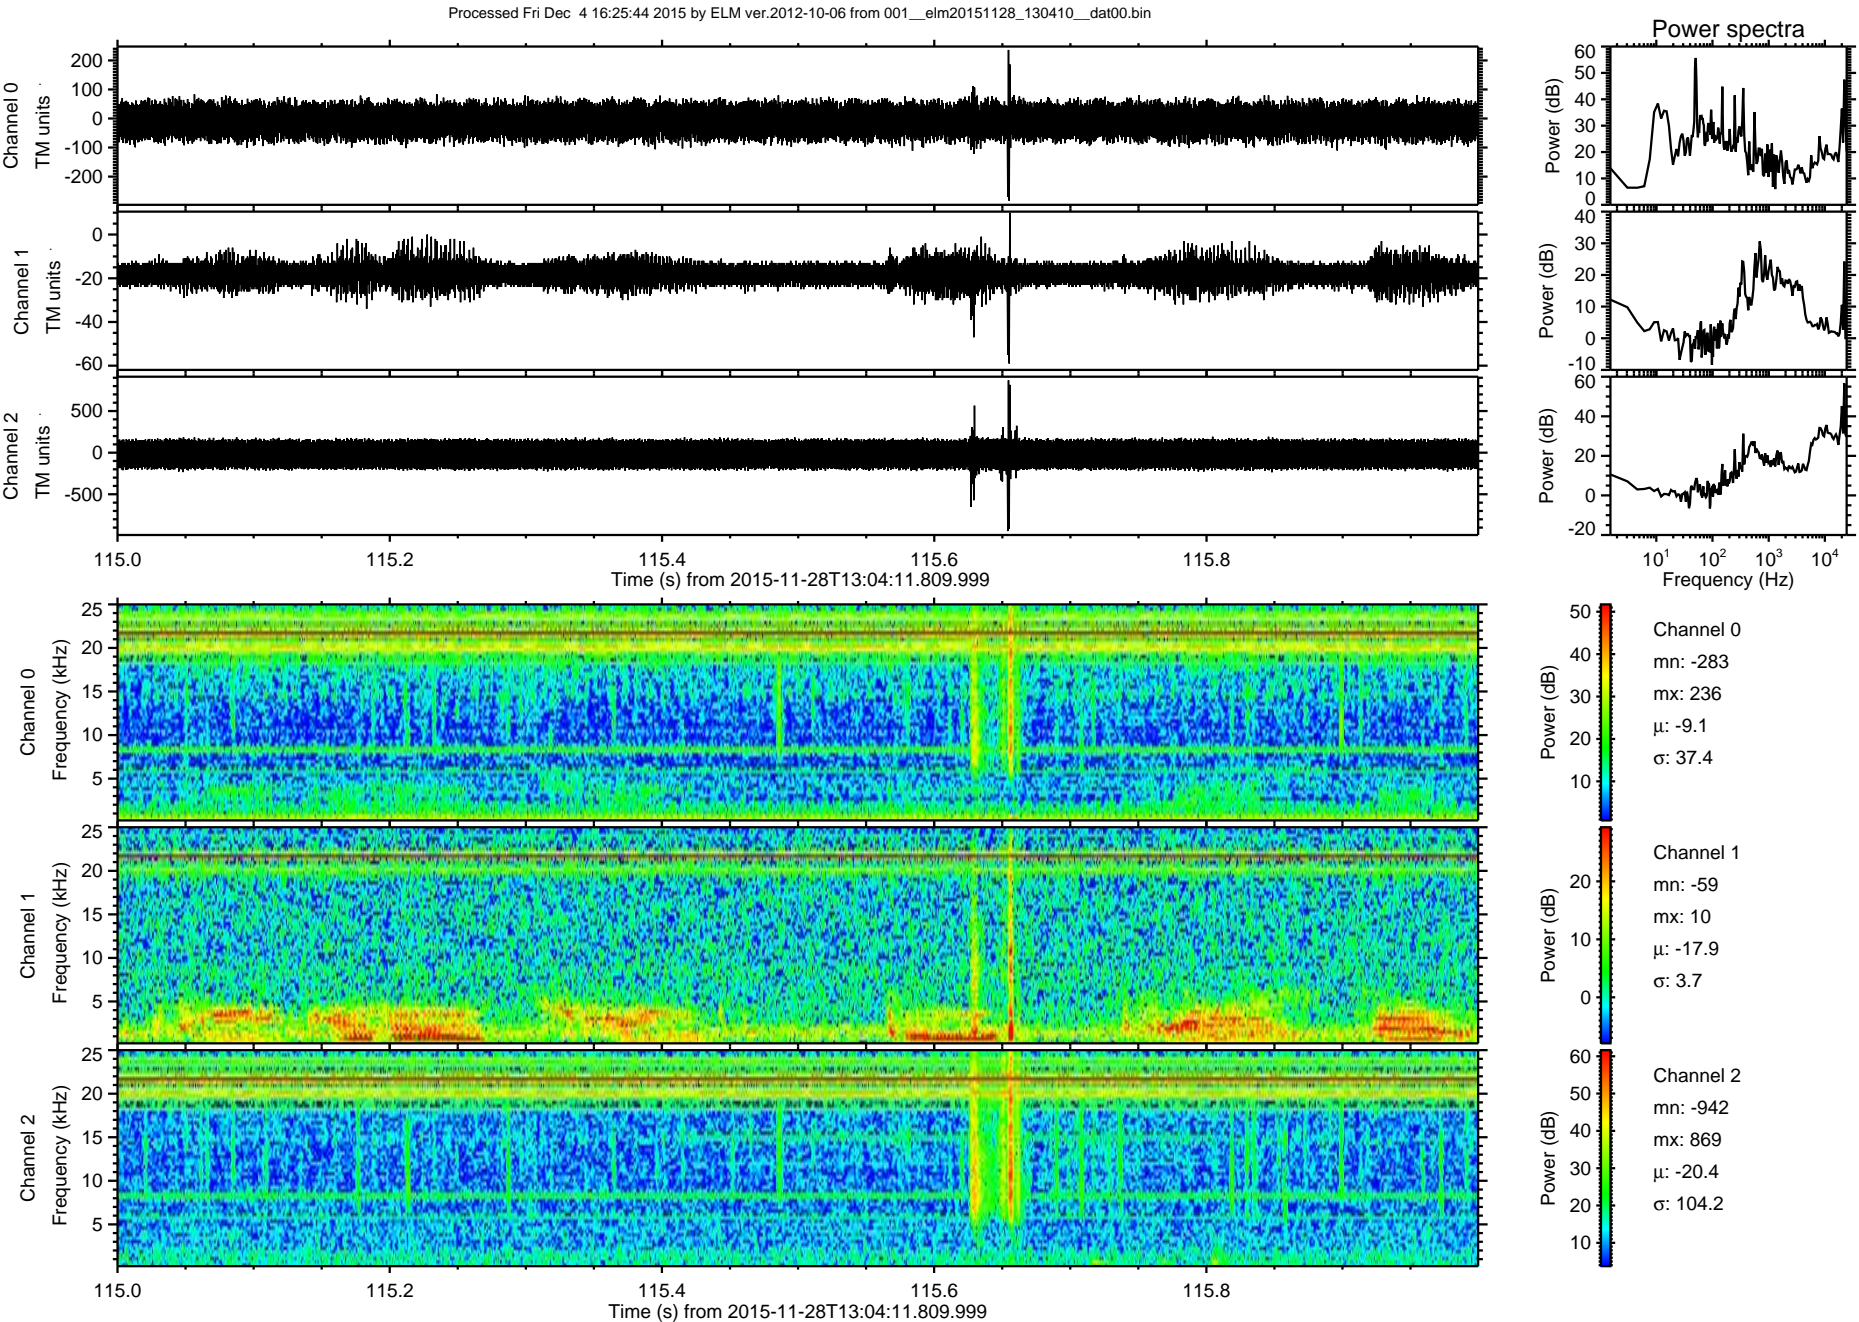 Processed Fri Dec  4 16:25:44 2015 by ELM ver.2012-10-06 from 001__elm20151128_130410__dat00.bin
Power spectra
Channel 0
TM units
200
100
0
-100
-200
Power (dB)
60
50
40
30
20
10
0
Channel 1
TM units
0
-20
-40
-60
Power (dB)
40
30
20
10
0
-10
Channel 2
TM units
500
0
-500
Power (dB)
60
40
20
0
-20
115.0 115.2 115.4 115.6 115.8
Time (s) from 2015-11-28T13:04:11.809.999
10¹ 10² 10³ 10⁴
Frequency (Hz)
Channel 0
Frequency (kHz)
25
20
15
10
5
Power (dB)
50
40
30
20
10
Channel 0
mn: -283
mx: 236
μ: -9.1
σ: 37.4
Channel 1
Frequency (kHz)
25
20
15
10
5
Power (dB)
20
10
0
Channel 1
mn: -59
mx: 10
μ: -17.9
σ: 3.7
Channel 2
Frequency (kHz)
25
20
15
10
5
Power (dB)
60
50
40
30
20
10
Channel 2
mn: -942
mx: 869
μ: -20.4
σ: 104.2
115.0 115.2 115.4 115.6 115.8
Time (s) from 2015-11-28T13:04:11.809.999